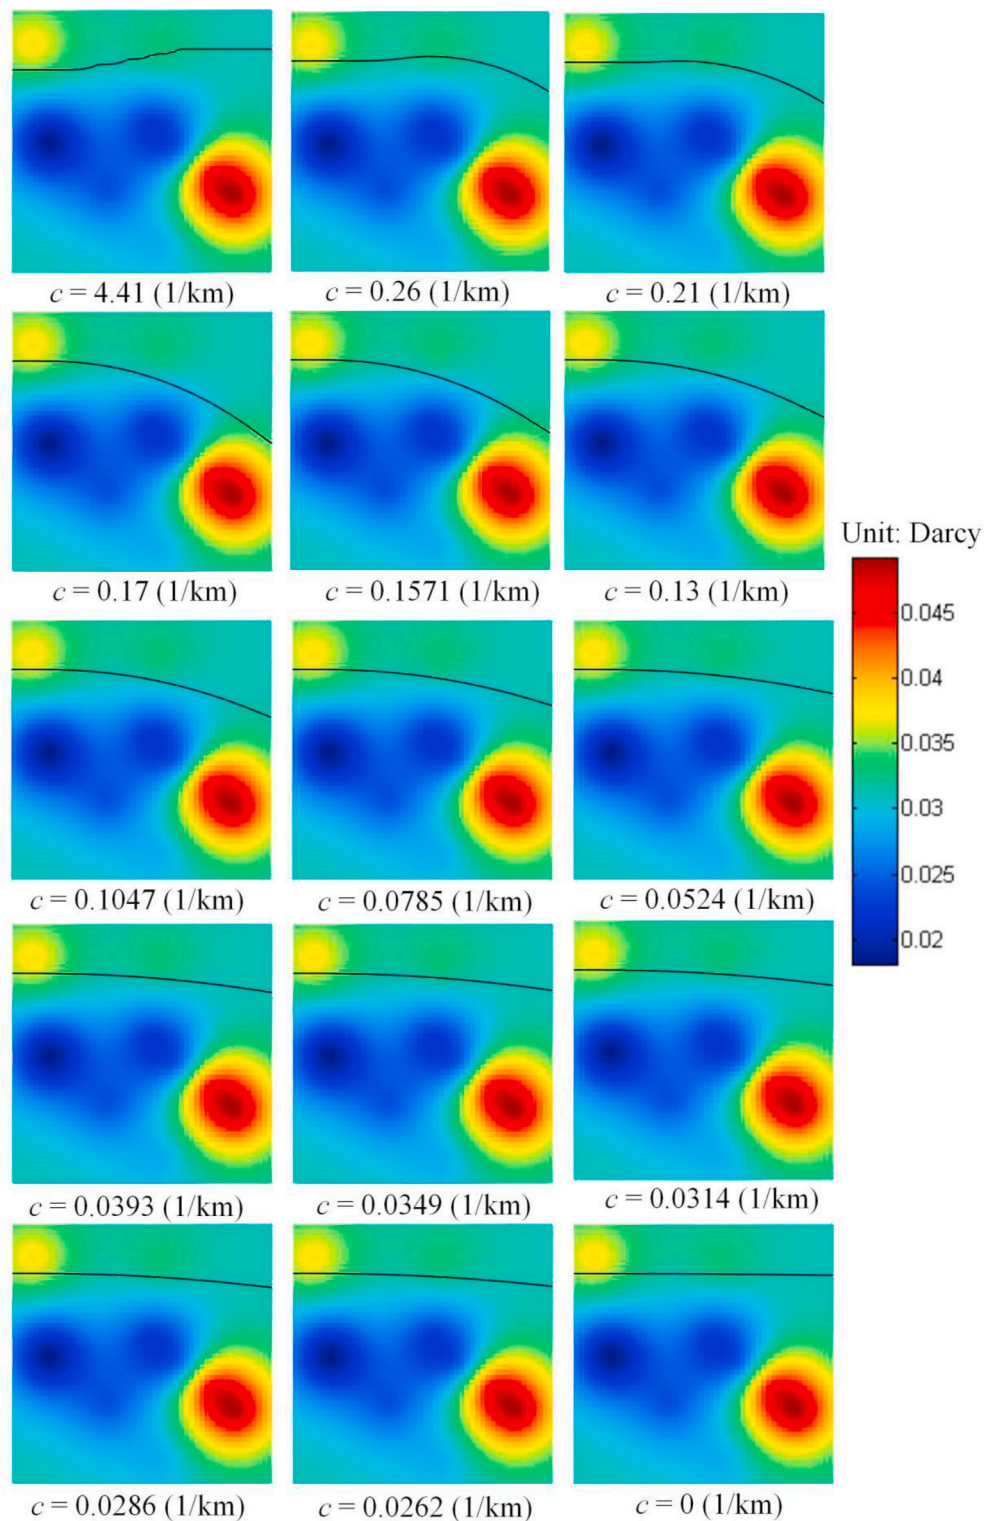 c = 4.41 (1/km)
c = 0.26 (1/km)
c = 0.21 (1/km)
c = 0.17 (1/km)
c = 0.1571 (1/km)
c = 0.13 (1/km)
Unit: Darcy
0.045
0.04
0.035
0.03
0.025
0.02
c = 0.1047 (1/km)
c = 0.0785 (1/km)
c = 0.0524 (1/km)
c = 0.0393 (1/km)
c = 0.0349 (1/km)
c = 0.0314 (1/km)
c = 0.0286 (1/km)
c = 0.0262 (1/km)
c = 0 (1/km)